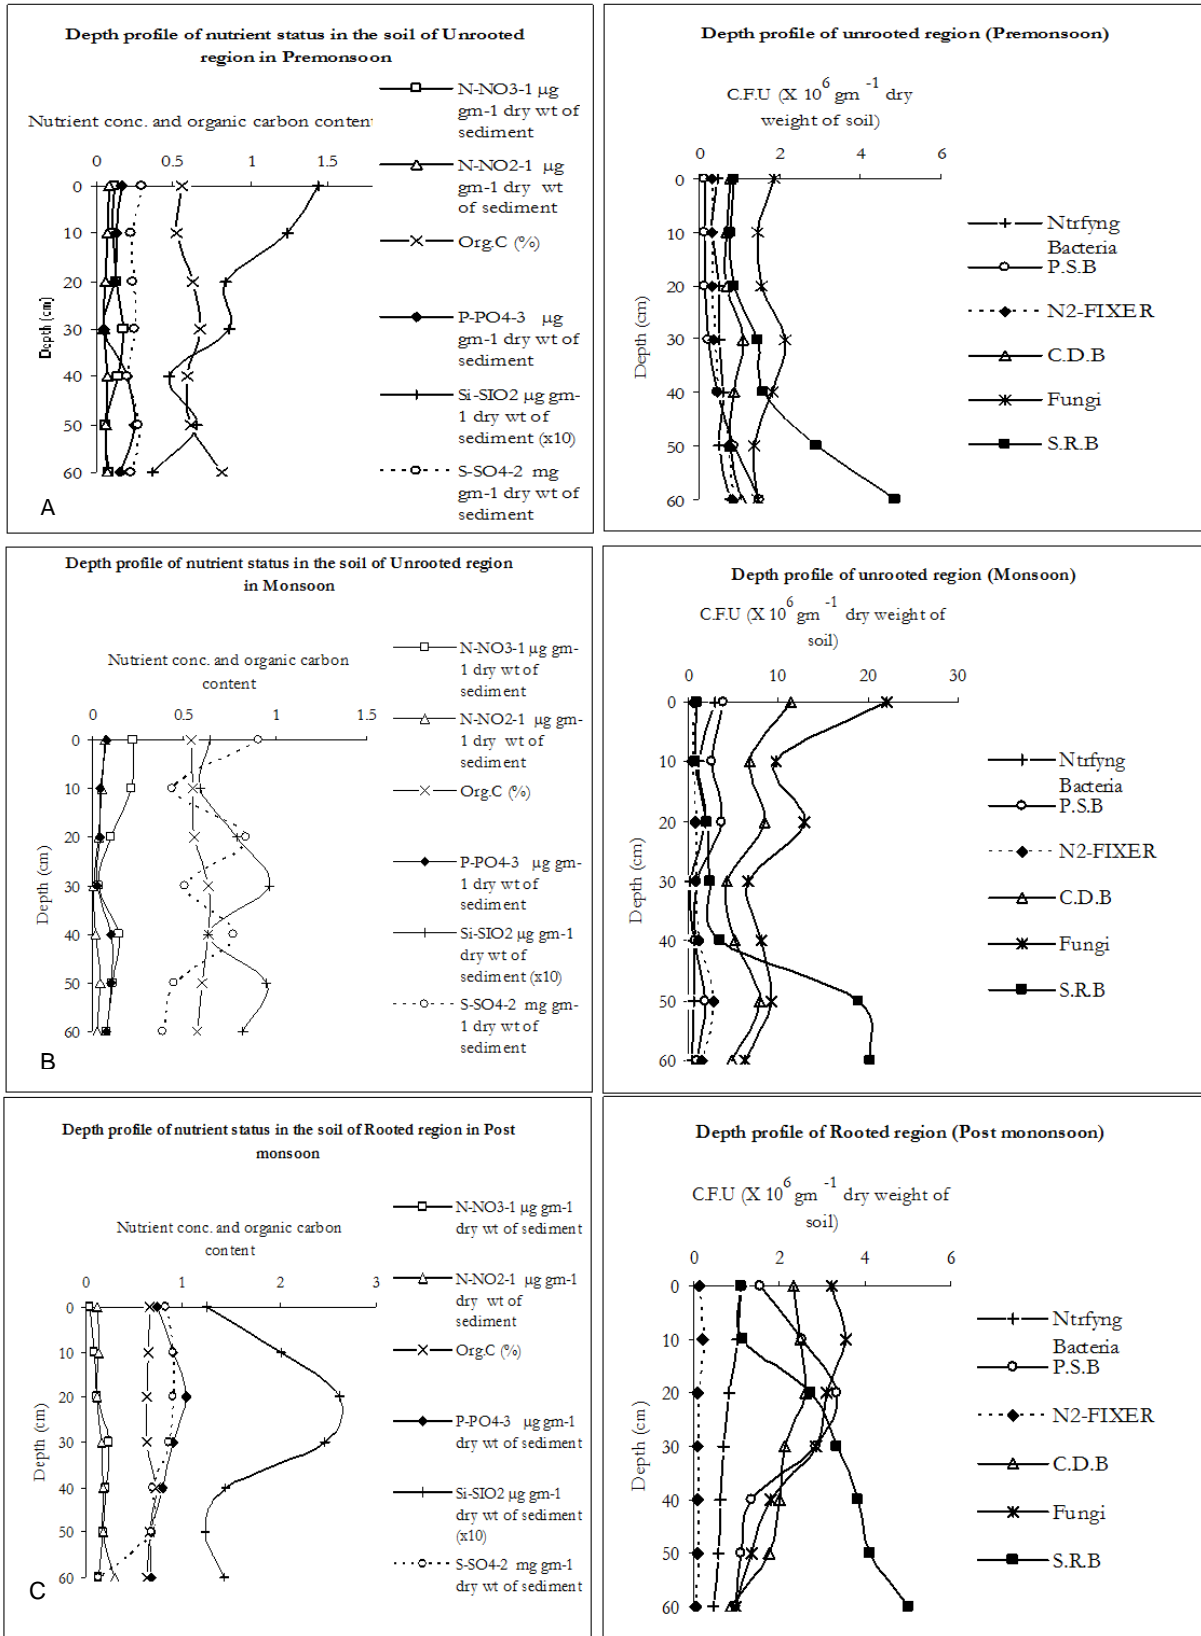 Depth profile of nutrient status in the soil of Unrooted
region in Premonsoon
Nutrient conc. and organic carbon content
0 0.5 1 1.5
0
10
20
30
40
50
60
Depth (cm)
N-NO3-1 µg
gm-1 dry wt of
sediment
N-NO2-1 µg
gm-1 dry wt
of sediment
Org.C (%)
P-PO4-3 µg
gm-1 dry wt of
sediment
Si-SIO2 µg gm-
1 dry wt of
sediment (x10)
S-SO4-2 mg
gm-1 dry wt of
sediment
A
Depth profile of unrooted region (Premonsoon)
C.F.U (X 10^6 gm^-1 dry
weight of soil)
0 2 4 6
0
10
20
30
40
50
60
Depth (cm)
Ntrfyng
Bacteria
P.S.B
N2-FIXER
C.D.B
Fungi
S.R.B
Depth profile of nutrient status in the soil of Unrooted region
in Monsoon
Nutrient conc. and organic carbon
content
0 0.5 1 1.5
0
10
20
30
40
50
60
Depth (cm)
N-NO3-1 µg gm-
1 dry wt of
sediment
N-NO2-1 µg gm-
1 dry wt of
sediment
Org.C (%)
P-PO4-3 µg gm-
1 dry wt of
sediment
Si-SIO2 µg gm-1
dry wt of
sediment (x10)
S-SO4-2 mg gm-
1 dry wt of
sediment
B
Depth profile of unrooted region (Monsoon)
C.F.U (X 10^6 gm^-1 dry weight of
soil)
0 10 20 30
0
10
20
30
40
50
60
Depth (cm)
Ntrfyng
Bacteria
P.S.B
N2-FIXER
C.D.B
Fungi
S.R.B
Depth profile of nutrient status in the soil of Rooted region in Post
monsoon
Nutrient conc. and organic carbon
content
0 1 2 3
0
10
20
30
40
50
60
Depth (cm)
N-NO3-1 µg gm-1
dry wt of sediment
N-NO2-1 µg gm-1
dry wt of
sediment
Org.C (%)
P-PO4-3 µg gm-1
dry wt of sediment
Si-SIO2 µg gm-1
dry wt of sediment
(x10)
S-SO4-2 mg gm-1
dry wt of sediment
C
Depth profile of Rooted region (Post mononsoon)
C.F.U (X 10^6 gm^-1 dry weight of
soil)
0 2 4 6
0
10
20
30
40
50
60
Depth (cm)
Ntrfyng
Bacteria
P.S.B
N2-FIXER
C.D.B
Fungi
S.R.B